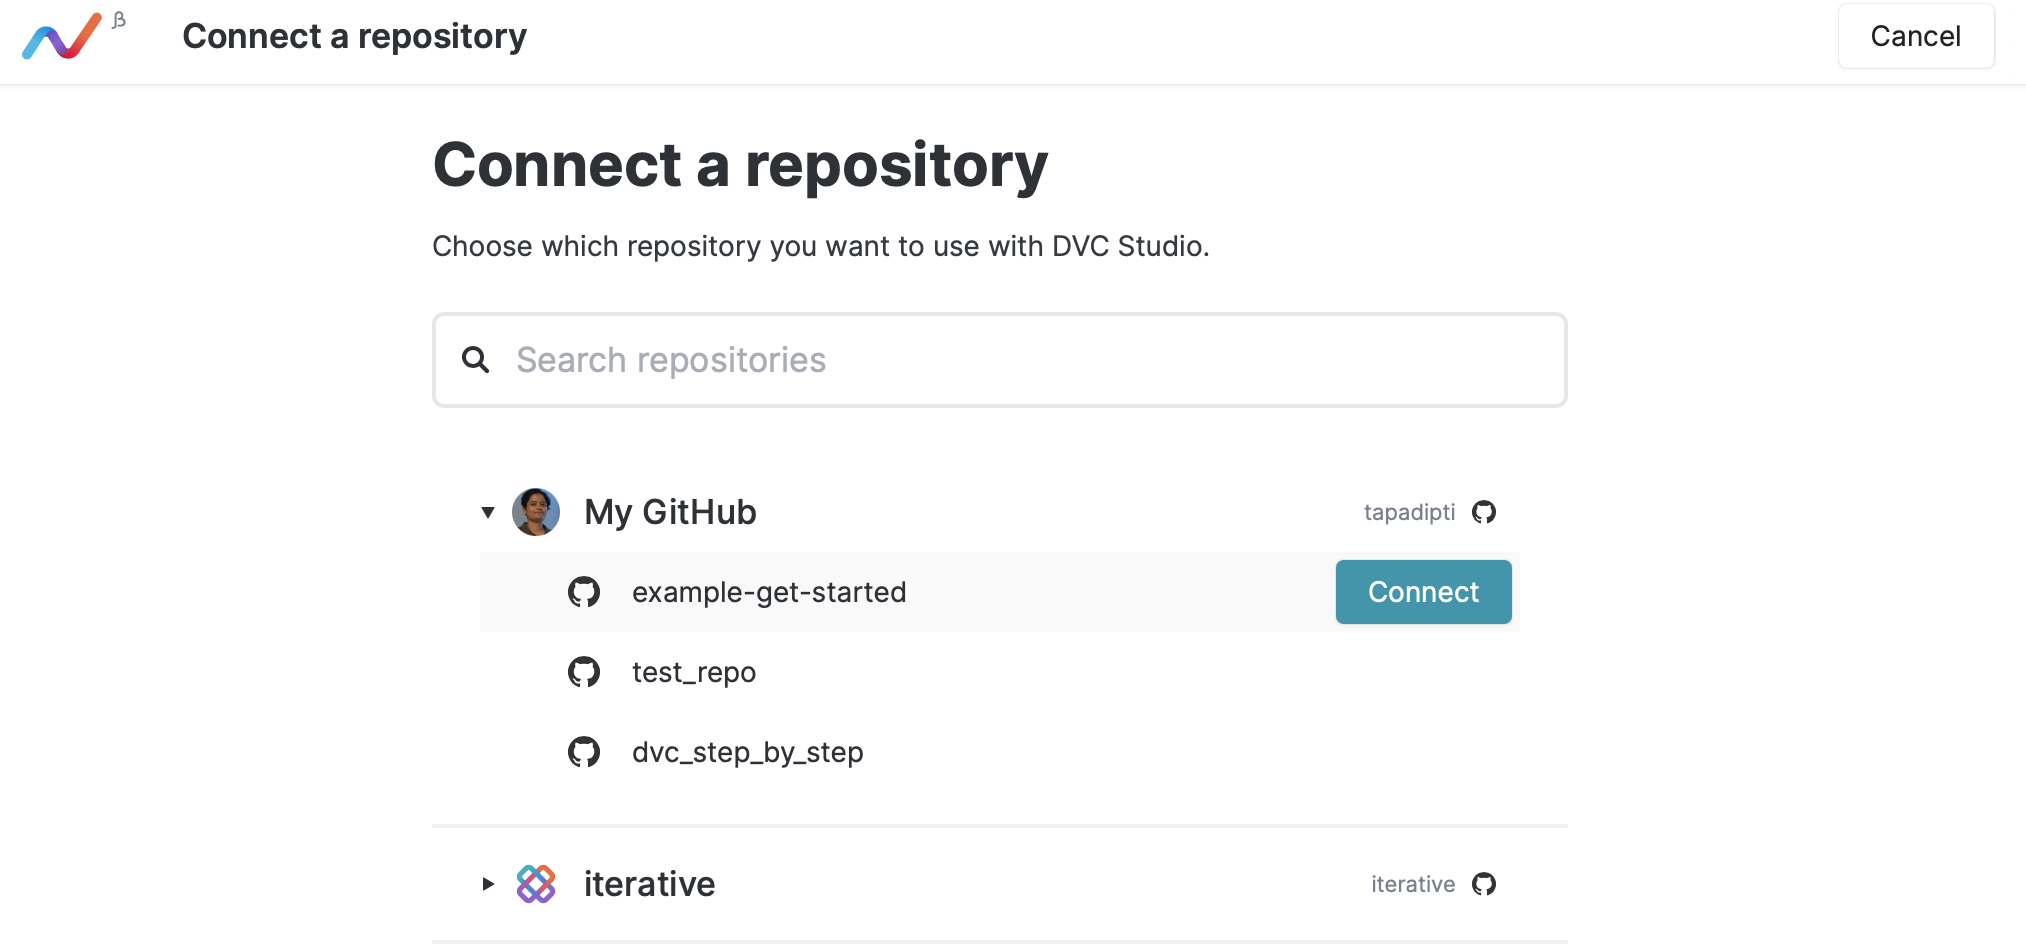 β
Connect a repository
Cancel
Connect a repository
Choose which repository you want to use with DVC Studio.
Search repositories
My GitHub
tapadipti
example-get-started
Connect
test_repo
dvc_step_by_step
iterative
iterative